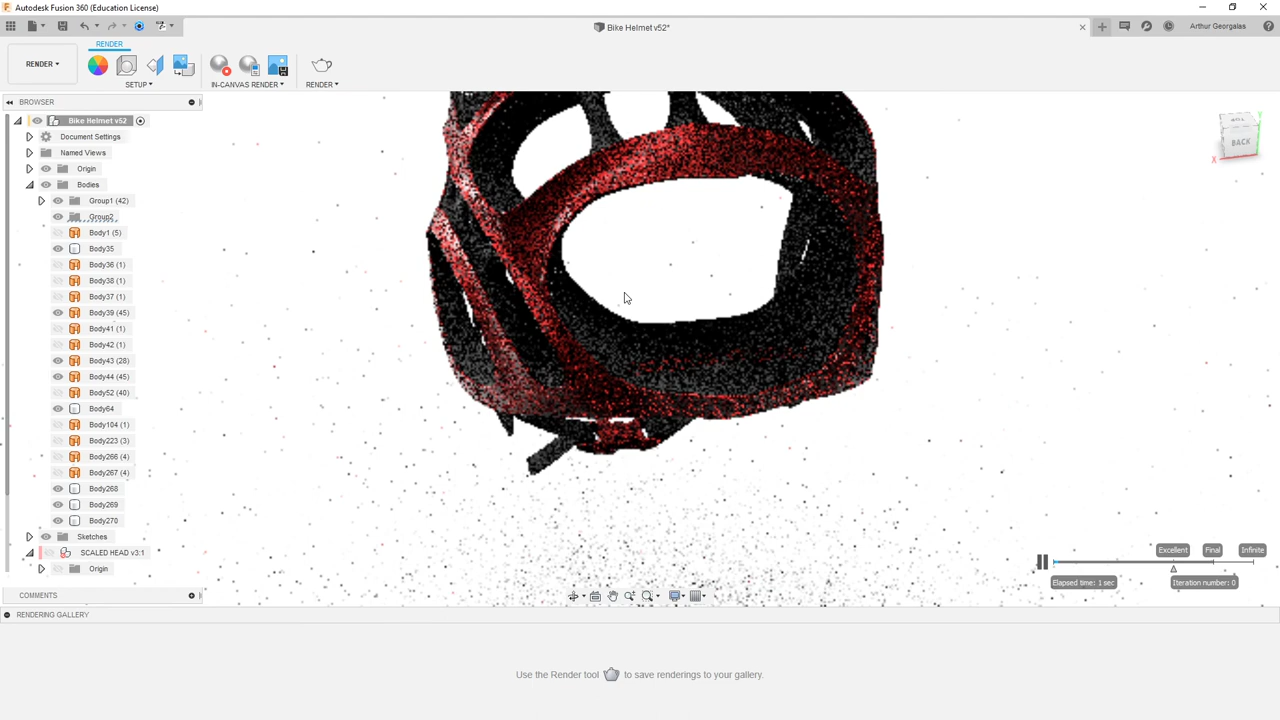 Autodesk Fusion 360 (Education License)
Bike Helmet v52*
Arthur Georgalas
RENDER
RENDER
SETUP
IN-CANVAS RENDER
RENDER
BROWSER
Bike Helmet v52
Document Settings
Named Views
Origin
Bodies
Group1 (42)
Group2
Body1 (5)
Body35
Body36 (1)
Body38 (1)
Body37 (1)
Body39 (45)
Body41 (1)
Body42 (1)
Body43 (28)
Body44 (45)
Body52 (40)
Body64
Body104 (1)
Body223 (3)
Body266 (4)
Body267 (4)
Body268
Body269
Body270
Sketches
SCALED HEAD v3:1
Origin
BACK
X
Excellent
Final
Infinite
Elapsed time: 1 sec
Iteration number: 0
COMMENTS
RENDERING GALLERY
Use the Render tool to save renderings to your gallery.